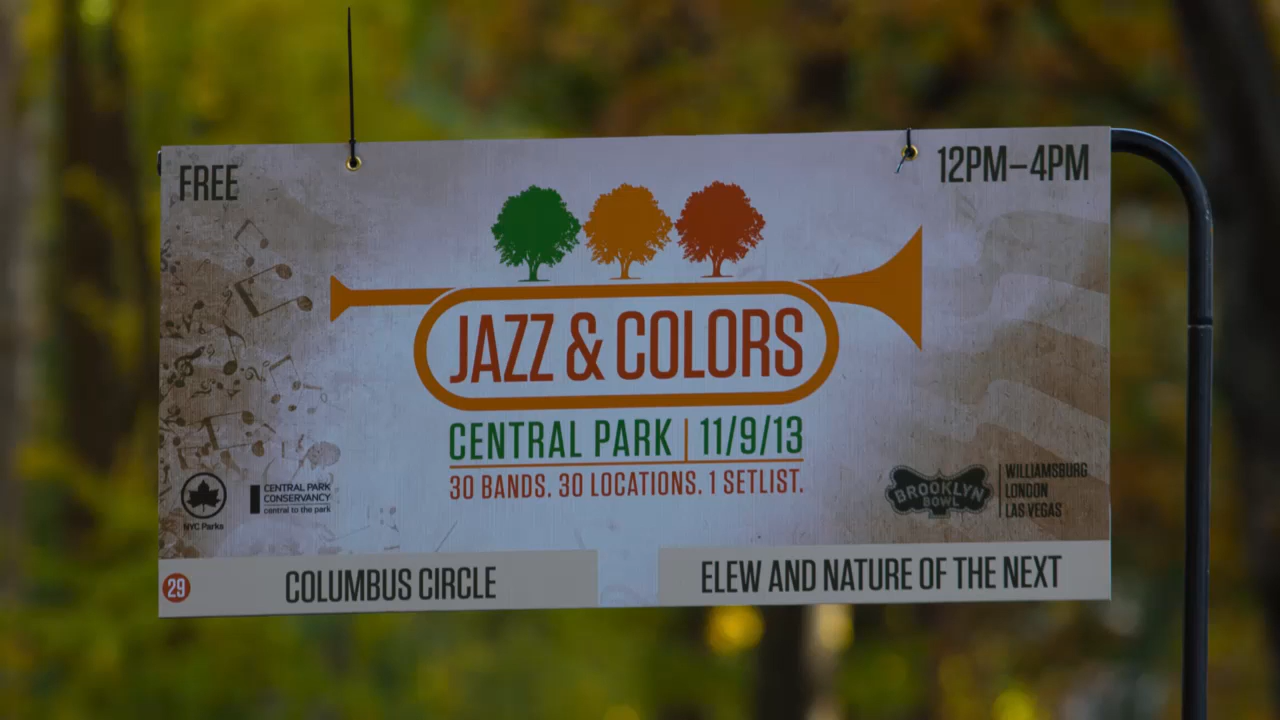 FREE
12PM–4PM
JAZZ & COLORS
CENTRAL PARK | 11/9/13
30 BANDS. 30 LOCATIONS. 1 SETLIST.
NYC Parks
CENTRAL PARK
CONSERVANCY
central to the park
BROOKLYN
BOWL
WILLIAMSBURG
LONDON
LAS VEGAS
29
COLUMBUS CIRCLE
ELEW AND NATURE OF THE NEXT